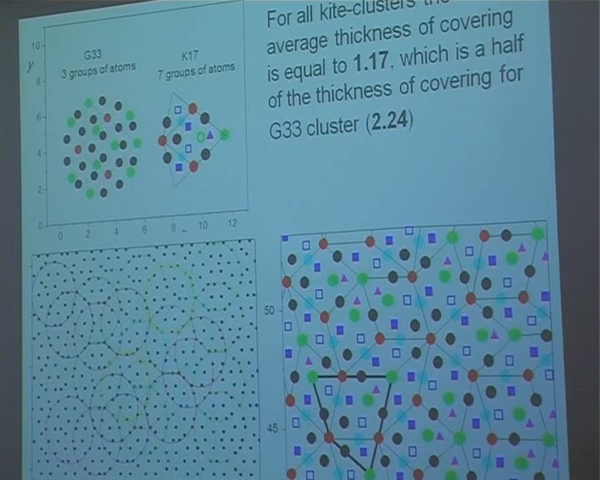 For all kite-clusters
average thickness of covering
is equal to 1.17, which is a half
of the thickness of covering for
G33 cluster (2.24)
G33
3 groups of atoms
K17
7 groups of atoms
y
10
8
6
4
2
0
0 2 4 6 8 10 12
50
45